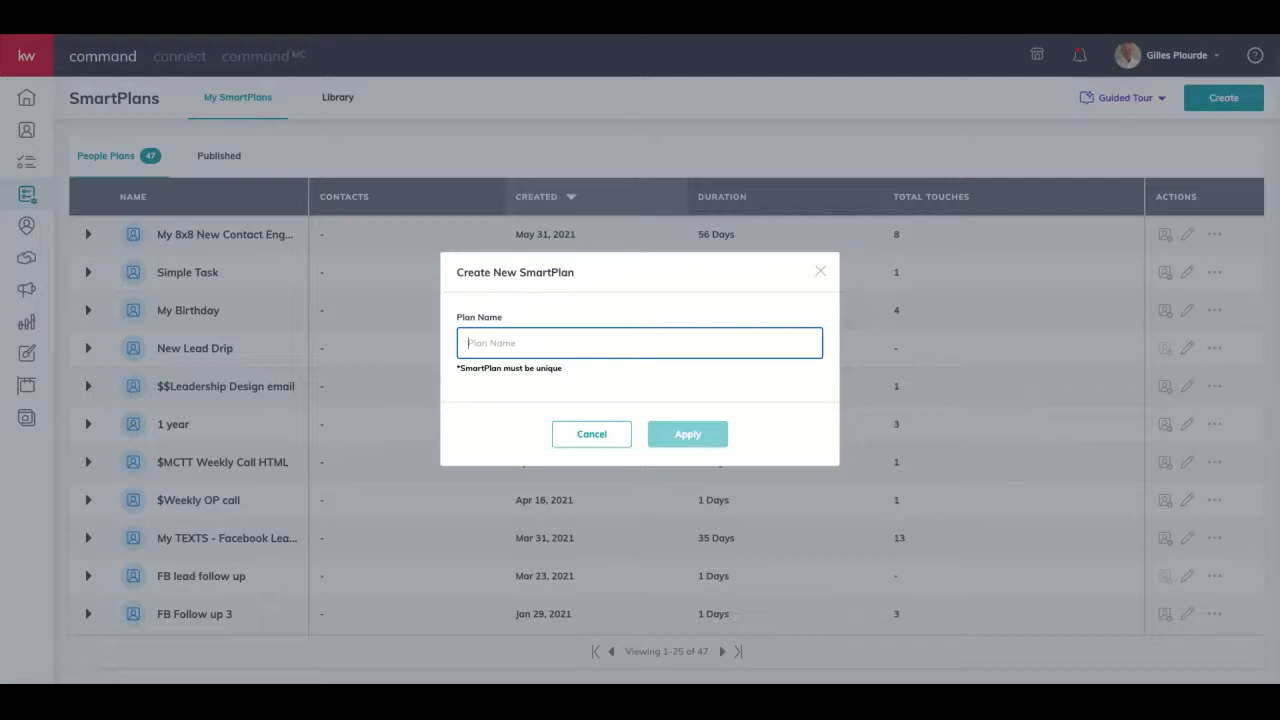 kw command connect command MC Gilles Plourde
SmartPlans My SmartPlans Library Guided Tour Create
People Plans 47 Published
NAME CONTACTS CREATED DURATION TOTAL TOUCHES ACTIONS
My 8x8 New Contact Eng... - May 31, 2021 56 Days 8
Simple Task - 1
My Birthday - 4
New Lead Drip - -
$$Leadership Design email - 1
1 year - 3
$MCTT Weekly Call HTML - 1
$Weekly OP call - Apr 16, 2021 1 Days 1
My TEXTS - Facebook Lea... - Mar 31, 2021 35 Days 13
FB lead follow up - Mar 23, 2021 1 Days -
FB Follow up 3 - Jan 29, 2021 1 Days 3
Viewing 1-25 of 47
Create New SmartPlan
Plan Name
Plan Name
*SmartPlan must be unique
Cancel Apply